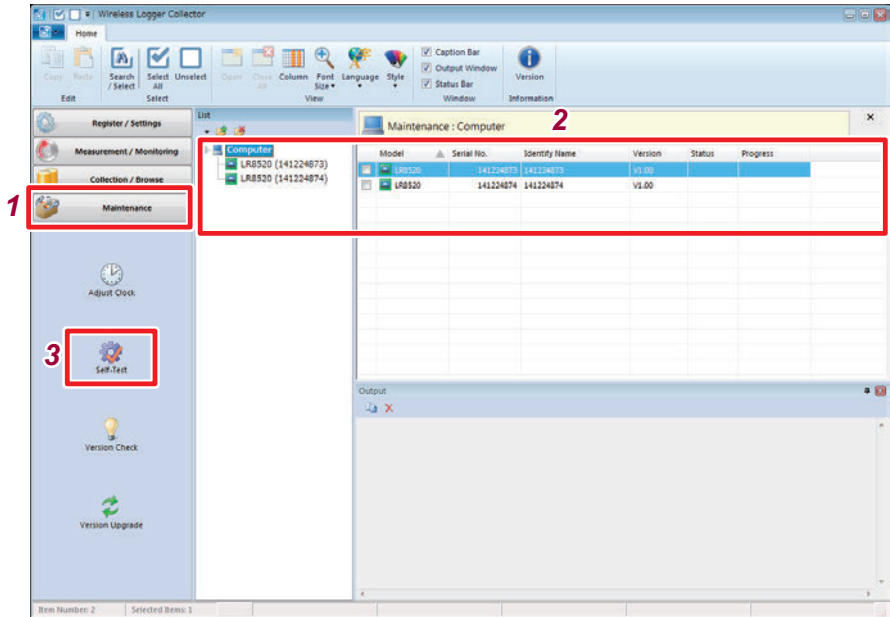 Wireless Logger Collector
Home
Copy Paste Search / Select Select All Unselect Open Close All Column Font Size Language Style Caption Bar Version
Output Window
Status Bar
Edit Select View Window Information
Register / Settings
Measurement / Monitoring
Collection / Browse
1 Maintenance
Adjust Clock
3 Self-Test
Version Check
Version Upgrade
List
Computer
LR8520 (141224873)
LR8520 (141224874)
Maintenance : Computer 2
Model Serial No. Identify Name Version Status Progress
LR8520 141224873 141224873 V1.00
LR8520 141224874 141224874 V1.00
Output
Item Number: 2 Selected Items: 1